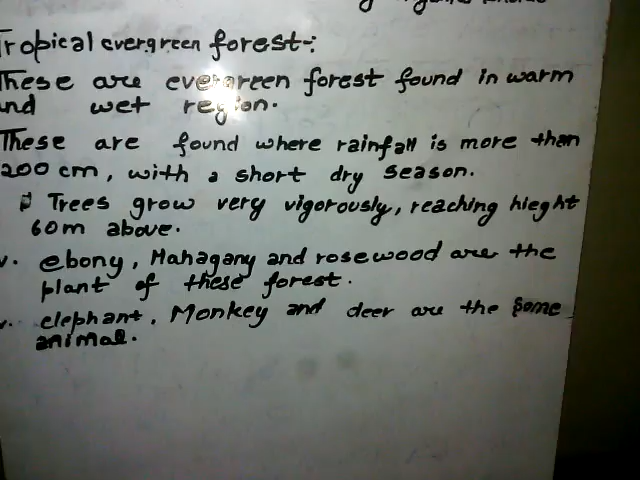 Tropical evergreen forest-:
These are evergreen forest found in warm
and wet region.
These are found where rainfall is more than
200 cm, with a short dry season.
Trees grow very vigorously, reaching hieght
60m above.
v. ebony, Mahagany and rosewood are the
plant of these forest.
v. elephant, Monkey and deer are the some
animal.